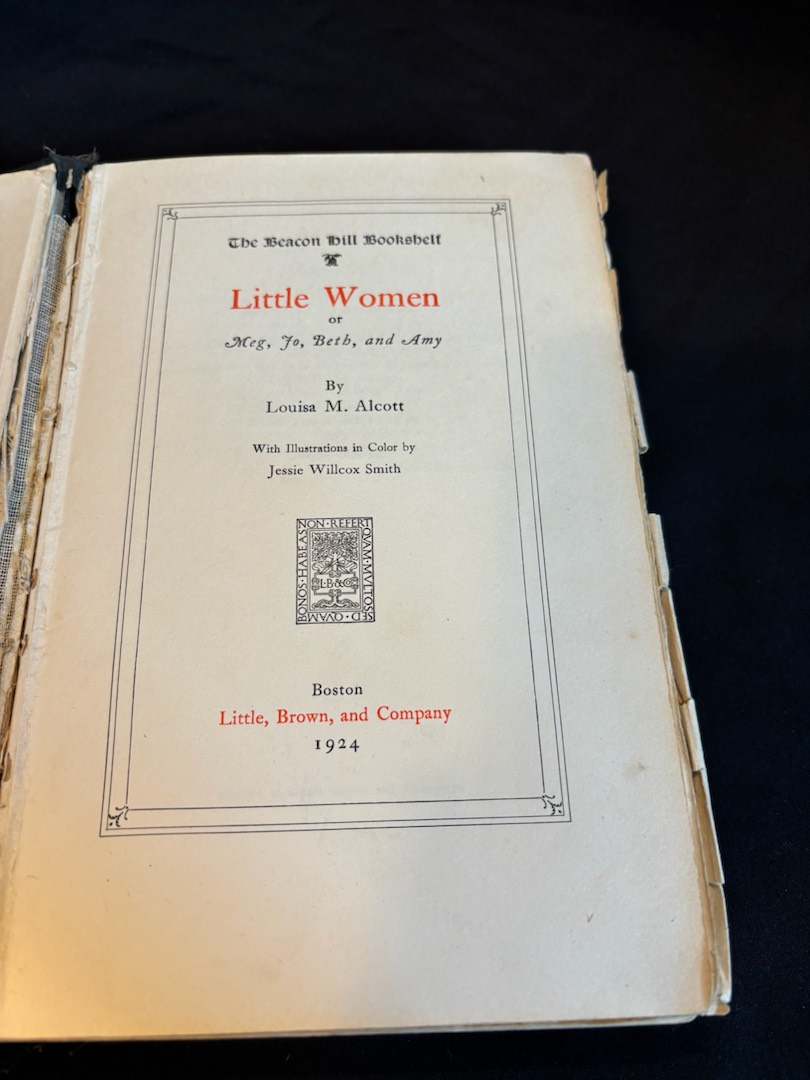 The Beacon Hill Bookshelf
Little Women
or
Meg, Jo, Beth, and Amy
By
Louisa M. Alcott
With Illustrations in Color by
Jessie Willcox Smith
NON·REFERT
QVAM·MVLTOS
SED·QVAM
BONOS·HABEAS
L·B·&·Co
Boston
Little, Brown, and Company
1924